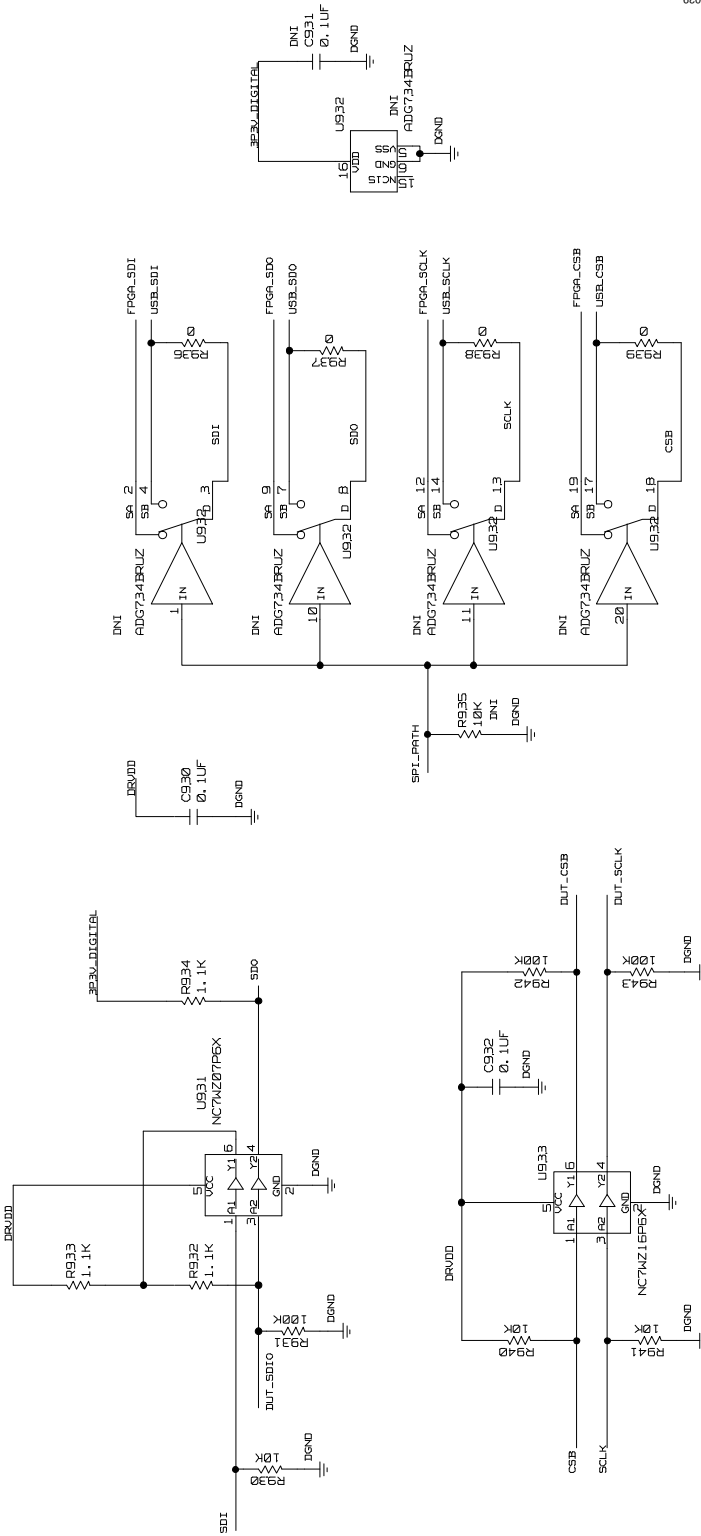 3P3V_DIGITAL
DNI
C931
0.1UF
DGND
U932
DNI
ADG734BRUZ
16
VDD
NC15
GND
VSS
15
6
5
DGND
FPGA_SDI
USB_SDI
R936
0
SDI
DNI
ADG734BRUZ
SA 2
SB 4
D 3
U932
1
IN
FPGA_SDO
USB_SDO
R937
0
SDO
DNI
ADG734BRUZ
SA 9
SB 7
D 8
U932
10
IN
FPGA_SCLK
USB_SCLK
R938
0
SCLK
DNI
ADG734BRUZ
SA 12
SB 14
D 13
U932
11
IN
FPGA_CSB
USB_CSB
R939
0
CSB
DNI
ADG734BRUZ
SA 19
SB 17
D 18
U932
20
IN
SPI_PATH
R935
10K
DNI
DGND
DRVDD
C930
0.1UF
DGND
3P3V_DIGITAL
R934
1.1K
SDO
U931
NC7WZ07P6X
DRVDD
R933
1.1K
R932
1.1K
5
VCC
1 A1
Y1 6
3 A2
Y2 4
GND
2
DGND
R931
100K
DGND
DUT_SDIO
R930
10K
DGND
SDI
DUT_CSB
DUT_SCLK
R942
100K
R943
100K
DGND
C932
0.1UF
DGND
U933
NC7WZ16P6X
DRVDD
5
VCC
1 A1
Y1 6
3 A2
Y2 4
GND
2
DGND
R940
10K
R941
10K
DGND
CSB
SCLK